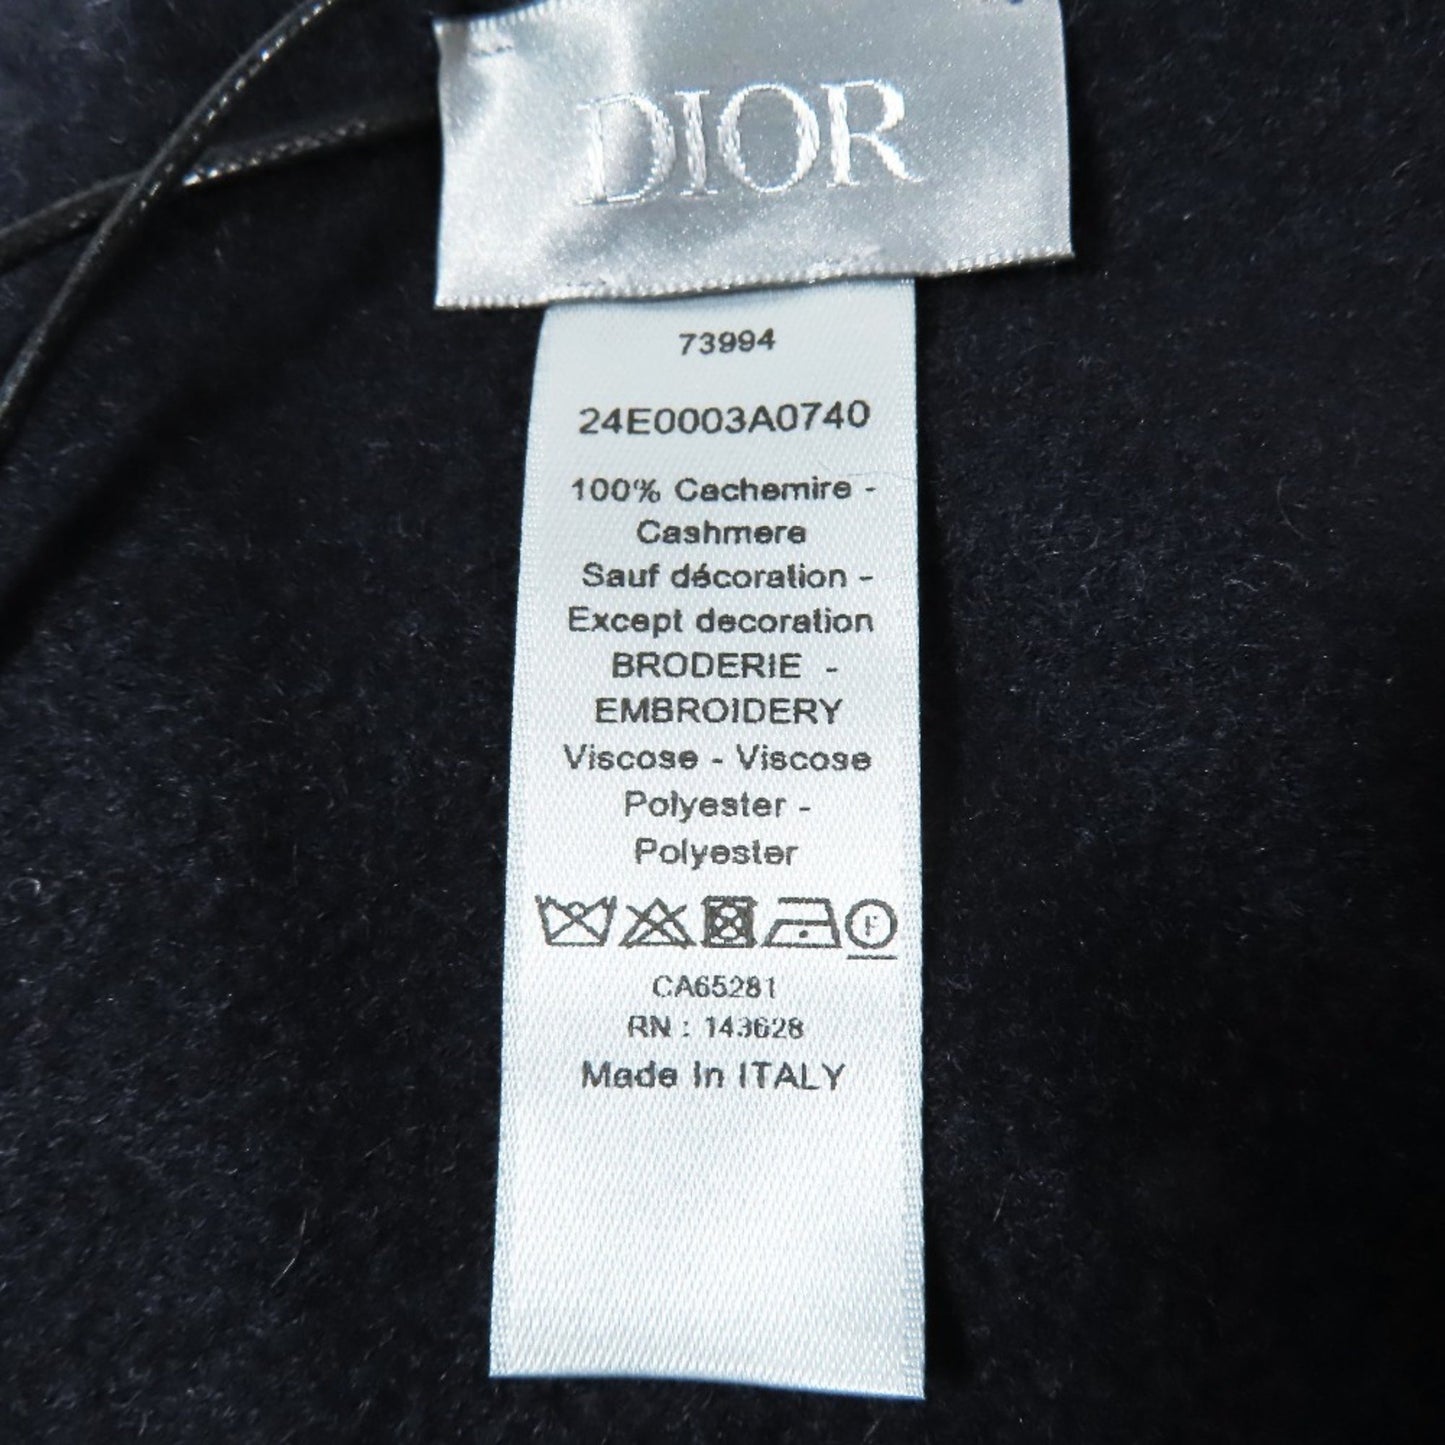 DIOR
73994
24E0003A0740
100% Cachemire -
Cashmere
Sauf décoration -
Except decoration
BRODERIE -
EMBROIDERY
Viscose - Viscose
Polyester -
Polyester
F
CA65281
RN : 143628
Made In ITALY